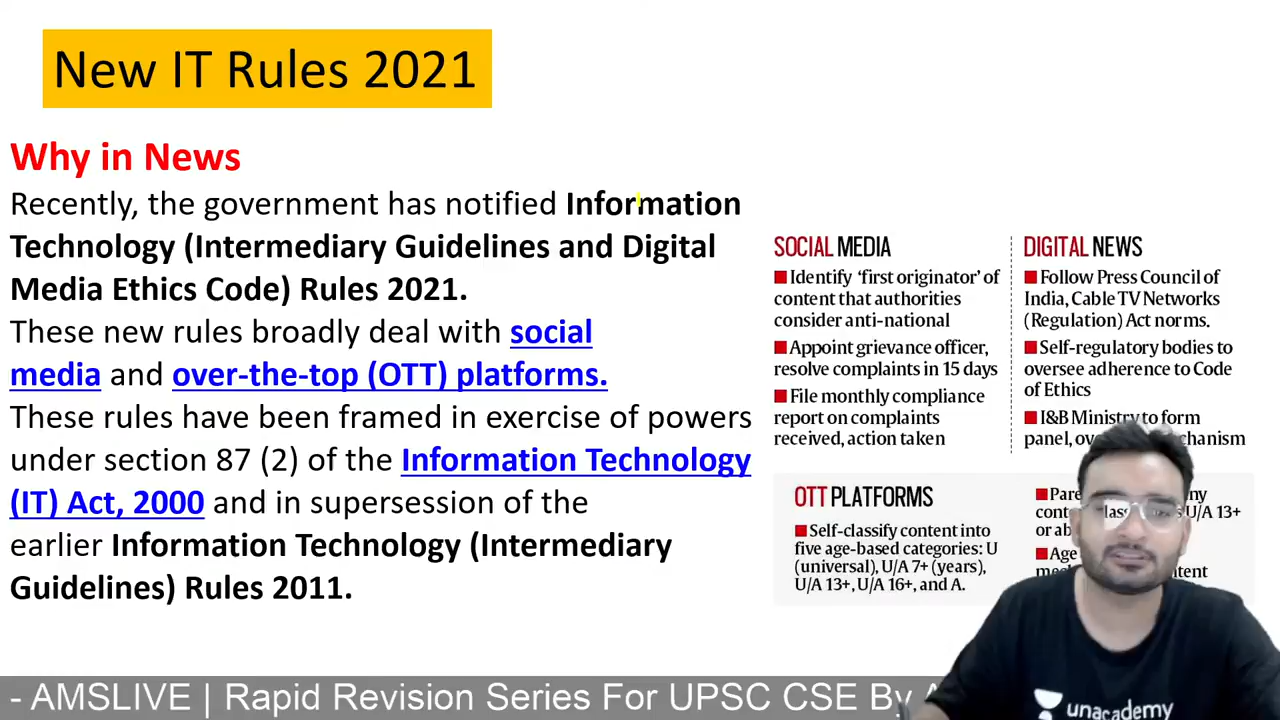 New IT Rules 2021
Why in News
Recently, the government has notified Information
Technology (Intermediary Guidelines and Digital
Media Ethics Code) Rules 2021.
These new rules broadly deal with social
media and over-the-top (OTT) platforms.
These rules have been framed in exercise of powers
under section 87 (2) of the Information Technology
(IT) Act, 2000 and in supersession of the
earlier Information Technology (Intermediary
Guidelines) Rules 2011.
SOCIAL MEDIA
Identify ‘first originator’ of
content that authorities
consider anti-national
Appoint grievance officer,
resolve complaints in 15 days
File monthly compliance
report on complaints
received, action taken
DIGITAL NEWS
Follow Press Council of
India, Cable TV Networks
(Regulation) Act norms.
Self-regulatory bodies to
oversee adherence to Code
of Ethics
I&B Ministry to form
panel,
OTT PLATFORMS
Self-classify content into
five age-based categories: U
(universal), U/A 7+ (years),
U/A 13+, U/A 16+, and A.
U/A 13+
Age
- AMSLIVE | Rapid Revision Series For UPSC CSE By
unacademy